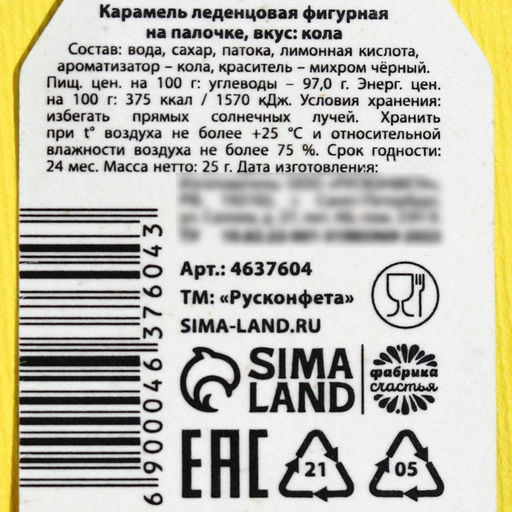 Карамель леденцовая фигурная
на палочке, вкус: кола
Состав: вода, сахар, патока, лимонная кислота,
ароматизатор – кола, краситель – михром чёрный.
Пищ. цен. на 100 г: углеводы – 97,0 г. Энерг. цен.
на 100 г: 375 ккал / 1570 кДж. Условия хранения:
избегать прямых солнечных лучей. Хранить
при t° воздуха не более +25 °С и относительной
влажности воздуха не более 75 %. Срок годности:
24 мес. Масса нетто: 25 г. Дата изготовления:
Арт.: 4637604
ТМ: «Русконфета»
SIMA-LAND.RU
SIMA
LAND
фабрика
счастья
EAC
21
05
6 900046 376043